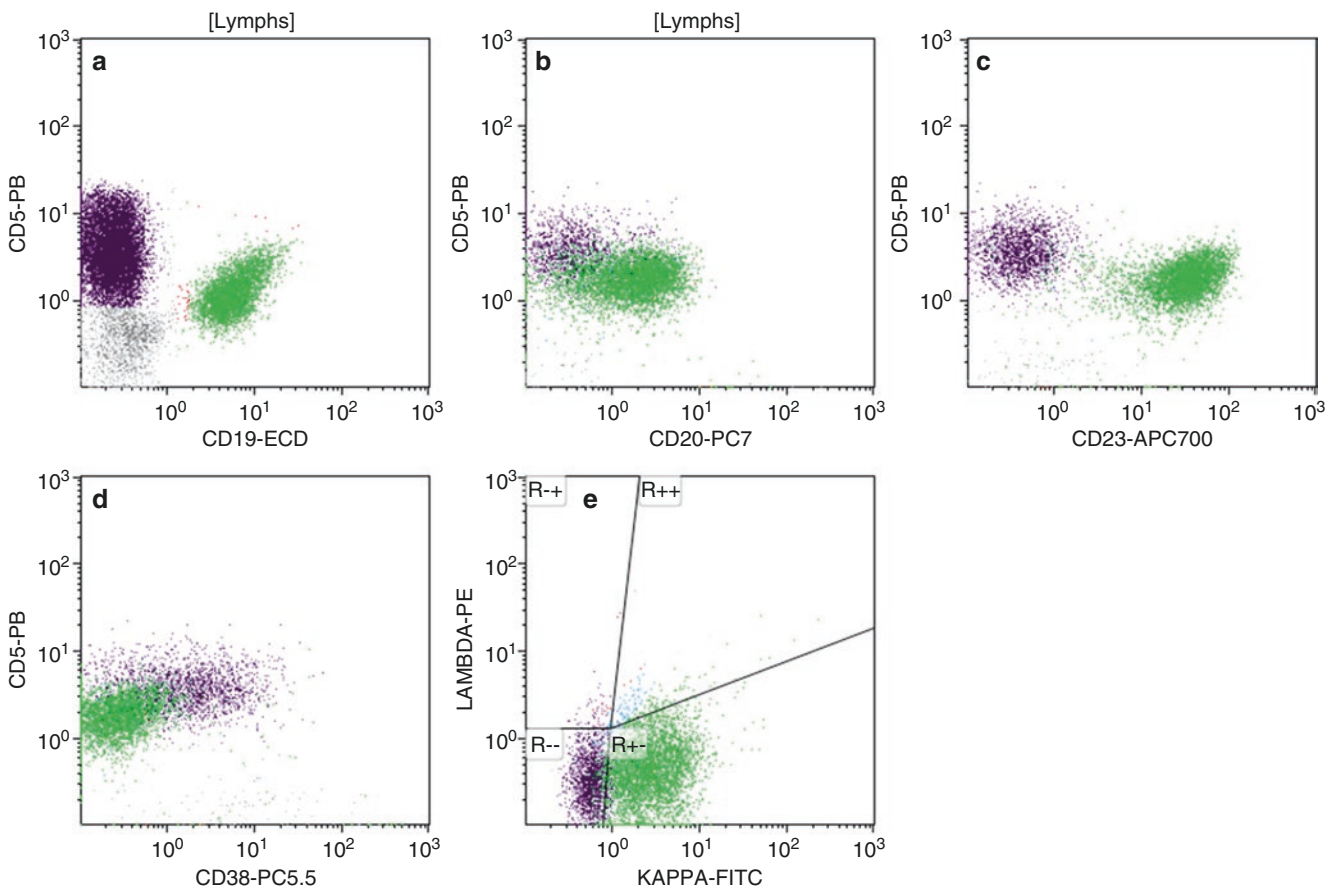 [Lymphs]
[Lymphs]
a
10³
10²
10¹
10⁰
CD5-PB
10⁰
10¹
10²
10³
CD19-ECD
b
10³
10²
10¹
10⁰
CD5-PB
10⁰
10¹
10²
10³
CD20-PC7
c
10³
10²
10¹
10⁰
CD5-PB
10⁰
10¹
10²
10³
CD23-APC700
d
10³
10²
10¹
10⁰
CD5-PB
10⁰
10¹
10²
10³
CD38-PC5.5
R-+
e
R++
10³
10²
10¹
10⁰
LAMBDA-PE
R--
R+-
10⁰
10¹
10²
10³
KAPPA-FITC